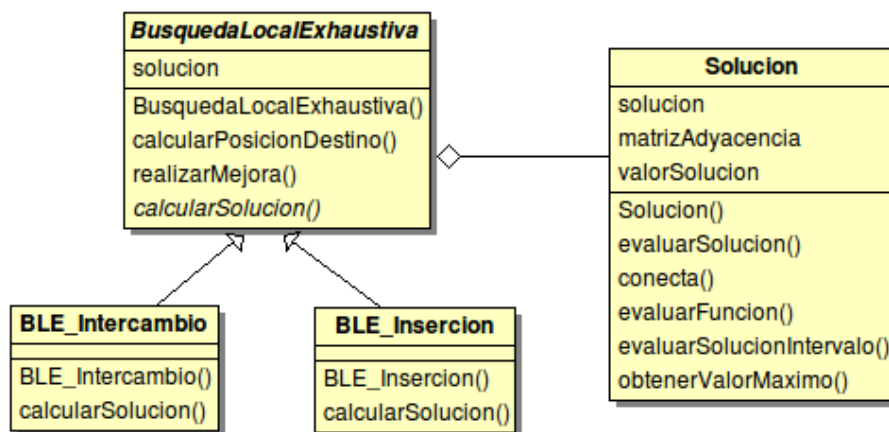 BusquedaLocalExhaustiva
solucion
BusquedaLocalExhaustiva()
calcularPosicionDestino()
realizarMejora()
calcularSolucion()
Solucion
solucion
matrizAdyacencia
valorSolucion
Solucion()
evaluarSolucion()
conecta()
evaluarFuncion()
evaluarSolucionIntervalo()
obtenerValorMaximo()
BLE_Intercambio
BLE_Intercambio()
calcularSolucion()
BLE_Insercion
BLE_Insercion()
calcularSolucion()